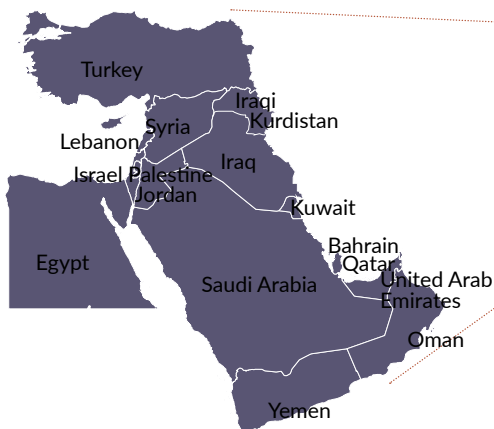 Turkey
Iraqi
Kurdistan
Syria
Lebanon
Iraq
Israel Palestine
Jordan
Kuwait
Bahrain
Qatar
Egypt
Saudi Arabia
United Arab
Emirates
Oman
Yemen